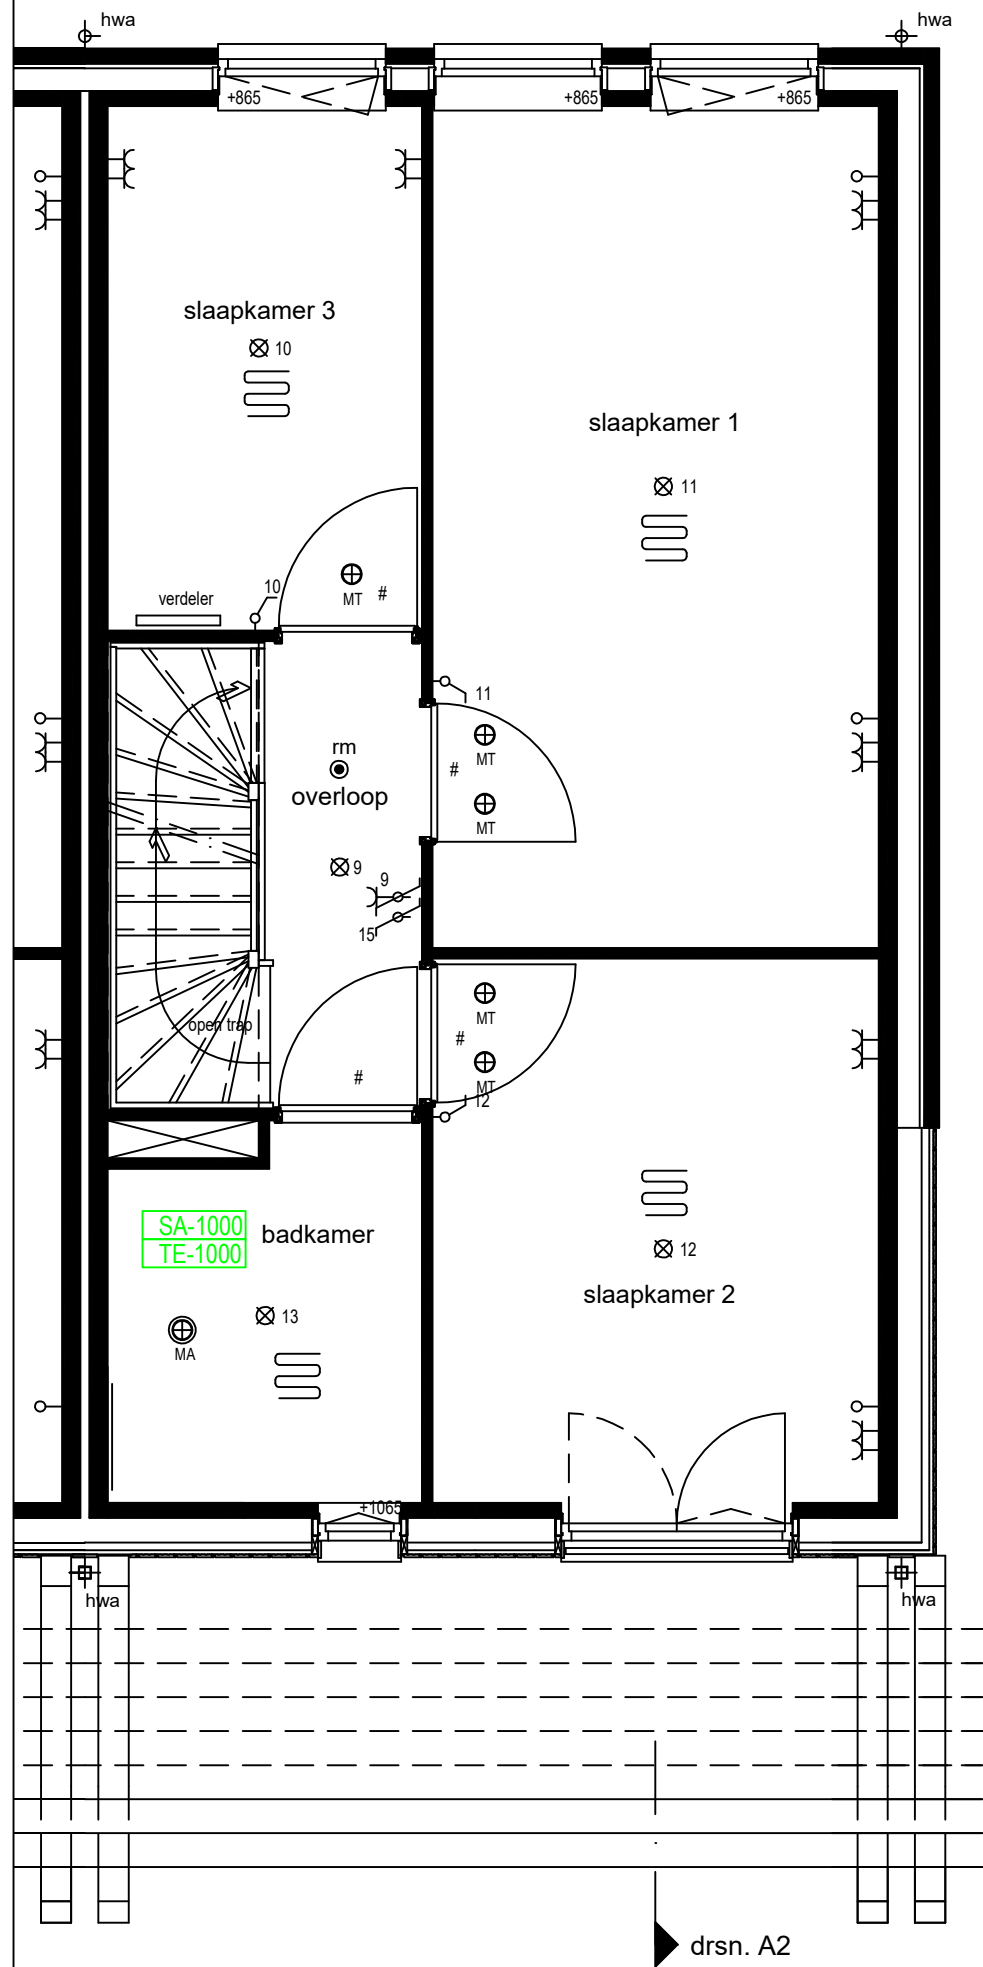 hwa
hwa
+865
+865
+865
slaapkamer 3
10
slaapkamer 1
11
verdeler
10
MT
#
11
rm
MT
#
overloop
MT
9
9
15
MT
open trap
#
#
MT
12
SA-1000
TE-1000
badkamer
12
slaapkamer 2
13
MA
+1065
hwa
hwa
drsn. A2